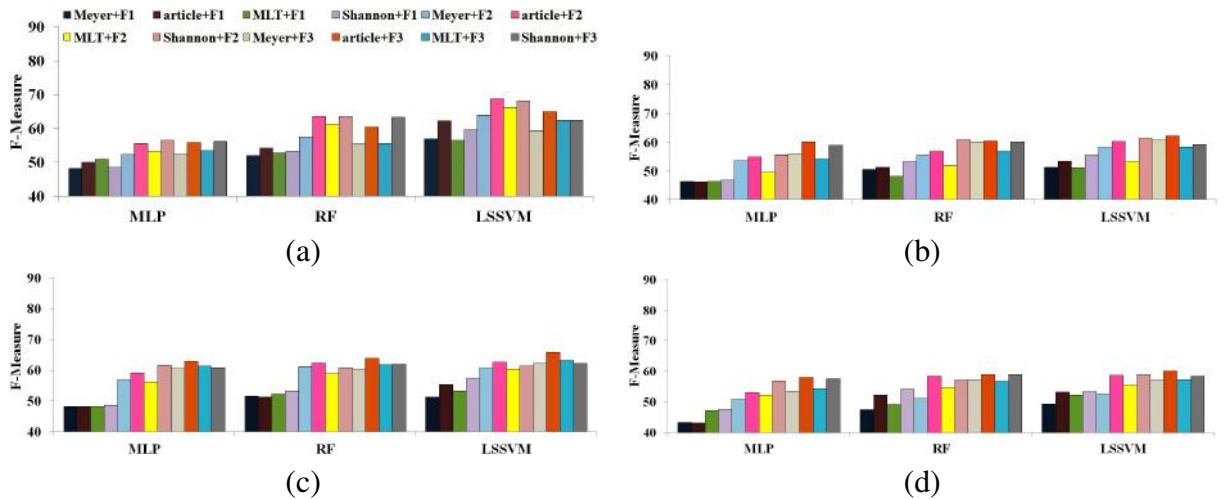 Meyer+F1 article+F1 MLT+F1 Shannon+F1 Meyer+F2 article+F2
MLT+F2 Shannon+F2 Meyer+F3 article+F3 MLT+F3 Shannon+F3
90
80
70
60
50
40
F-Measure
MLP RF LSSVM
(a)
90
80
70
60
50
40
F-Measure
MLP RF LSSVM
(b)
90
80
70
60
50
40
F-Measure
MLP RF LSSVM
(c)
90
80
70
60
50
40
F-Measure
MLP RF LSSVM
(d)